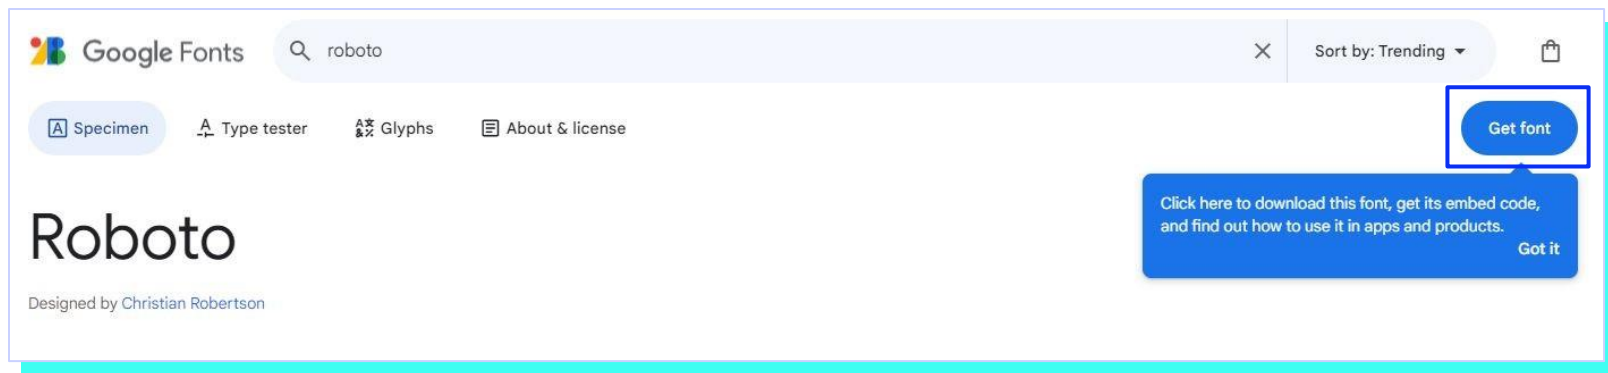 Google Fonts
roboto
Sort by: Trending
Specimen
Type tester
Glyphs
About & license
Get font
Click here to download this font, get its embed code,
and find out how to use it in apps and products.
Got it
Roboto
Designed by Christian Robertson